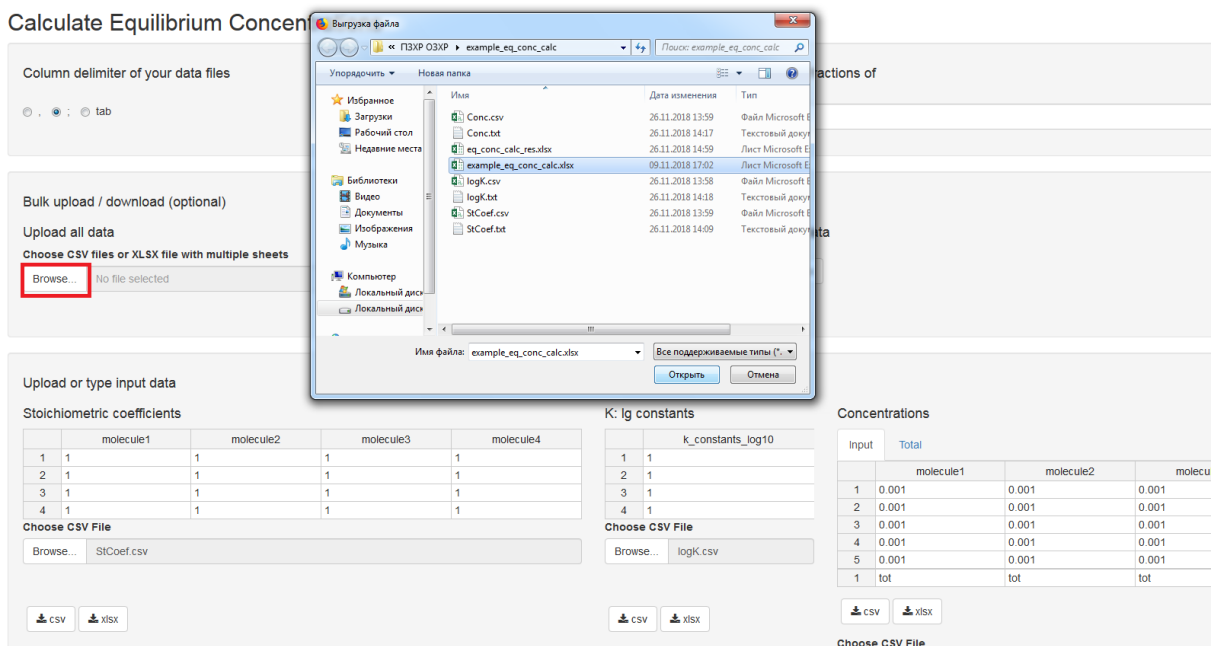 Calculate Equilibrium Concent
Column delimiter of your data files
, ; tab
actions of
Bulk upload / download (optional)
Upload all data
ta
Choose CSV files or XLSX file with multiple sheets
Browse... No file selected
Выгрузка файла
« ПЗХР ОЗХР example_eq_conc_calc
Поиск: example_eq_conc_calc
Упорядочить Новая папка
Избранное
Загрузки
Рабочий стол
Недавние места
Библиотеки
Видео
Документы
Изображения
Музыка
Компьютер
Локальный диск
Локальный диск
Имя Дата изменения Тип
Conc.csv 26.11.2018 13:59 Файл Microsoft E
Conc.txt 26.11.2018 14:17 Текстовый докум
eq_conc_calc_res.xlsx 26.11.2018 14:59 Лист Microsoft E
example_eq_conc_calc.xlsx 09.11.2018 17:02 Лист Microsoft E
logK.csv 26.11.2018 13:58 Файл Microsoft E
logK.txt 26.11.2018 14:18 Текстовый докум
StCoef.csv 26.11.2018 13:59 Файл Microsoft E
StCoef.txt 26.11.2018 14:09 Текстовый докум
Имя файла: example_eq_conc_calc.xlsx Все поддерживаемые типы (*.
Открыть Отмена
Upload or type input data
Stoichiometric coefficients
molecule1 molecule2 molecule3 molecule4
1 1 1 1 1
2 1 1 1 1
3 1 1 1 1
4 1 1 1 1
Choose CSV File
Browse... StCoef.csv
csv xlsx
K: lg constants
k_constants_log10
1 1
2 1
3 1
4 1
Choose CSV File
Browse... logK.csv
csv xlsx
Concentrations
Input Total
molecule1 molecule2 molecu
1 0.001 0.001 0.001
2 0.001 0.001 0.001
3 0.001 0.001 0.001
4 0.001 0.001 0.001
5 0.001 0.001 0.001
1 tot tot tot
csv xlsx
Choose CSV File